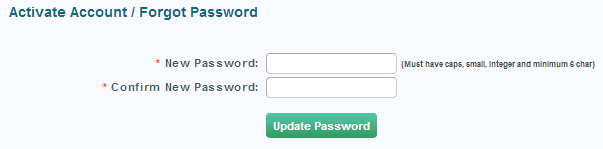 Activate Account / Forgot Password
* New Password: (Must have caps, small, integer and minimum 6 char)
* Confirm New Password:
Update Password